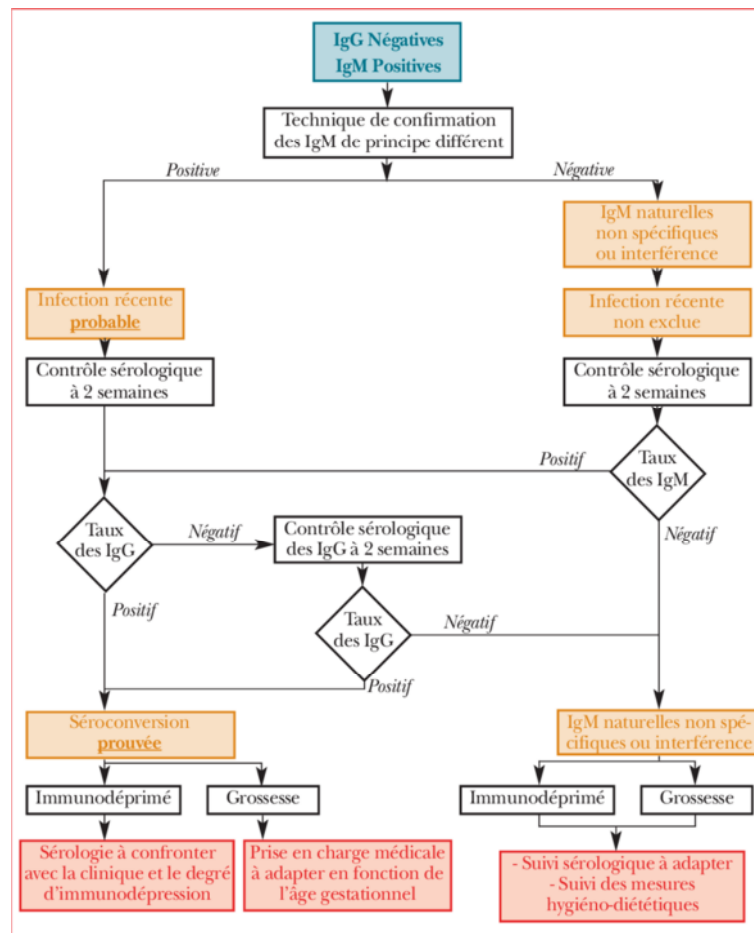 IgG Négatives
IgM Positives
Technique de confirmation
des IgM de principe différent
Positive
Négative
IgM naturelles
non spécifiques
ou interférence
Infection récente
probable
Infection récente
non exclue
Contrôle sérologique
à 2 semaines
Contrôle sérologique
à 2 semaines
Positif
Taux
des IgM
Taux
des IgG
Négatif
Contrôle sérologique
des IgG à 2 semaines
Négatif
Positif
Taux
des IgG
Négatif
Positif
Séroconversion
prouvée
IgM naturelles non spé-
cifiques ou interférence
Immunodéprimé
Grossesse
Immunodéprimé
Grossesse
Sérologie à confronter
avec la clinique et le degré
d'immunodépression
Prise en charge médicale
à adapter en fonction de
l'âge gestationnel
- Suivi sérologique à adapter
- Suivi des mesures
hygiéno-diététiques